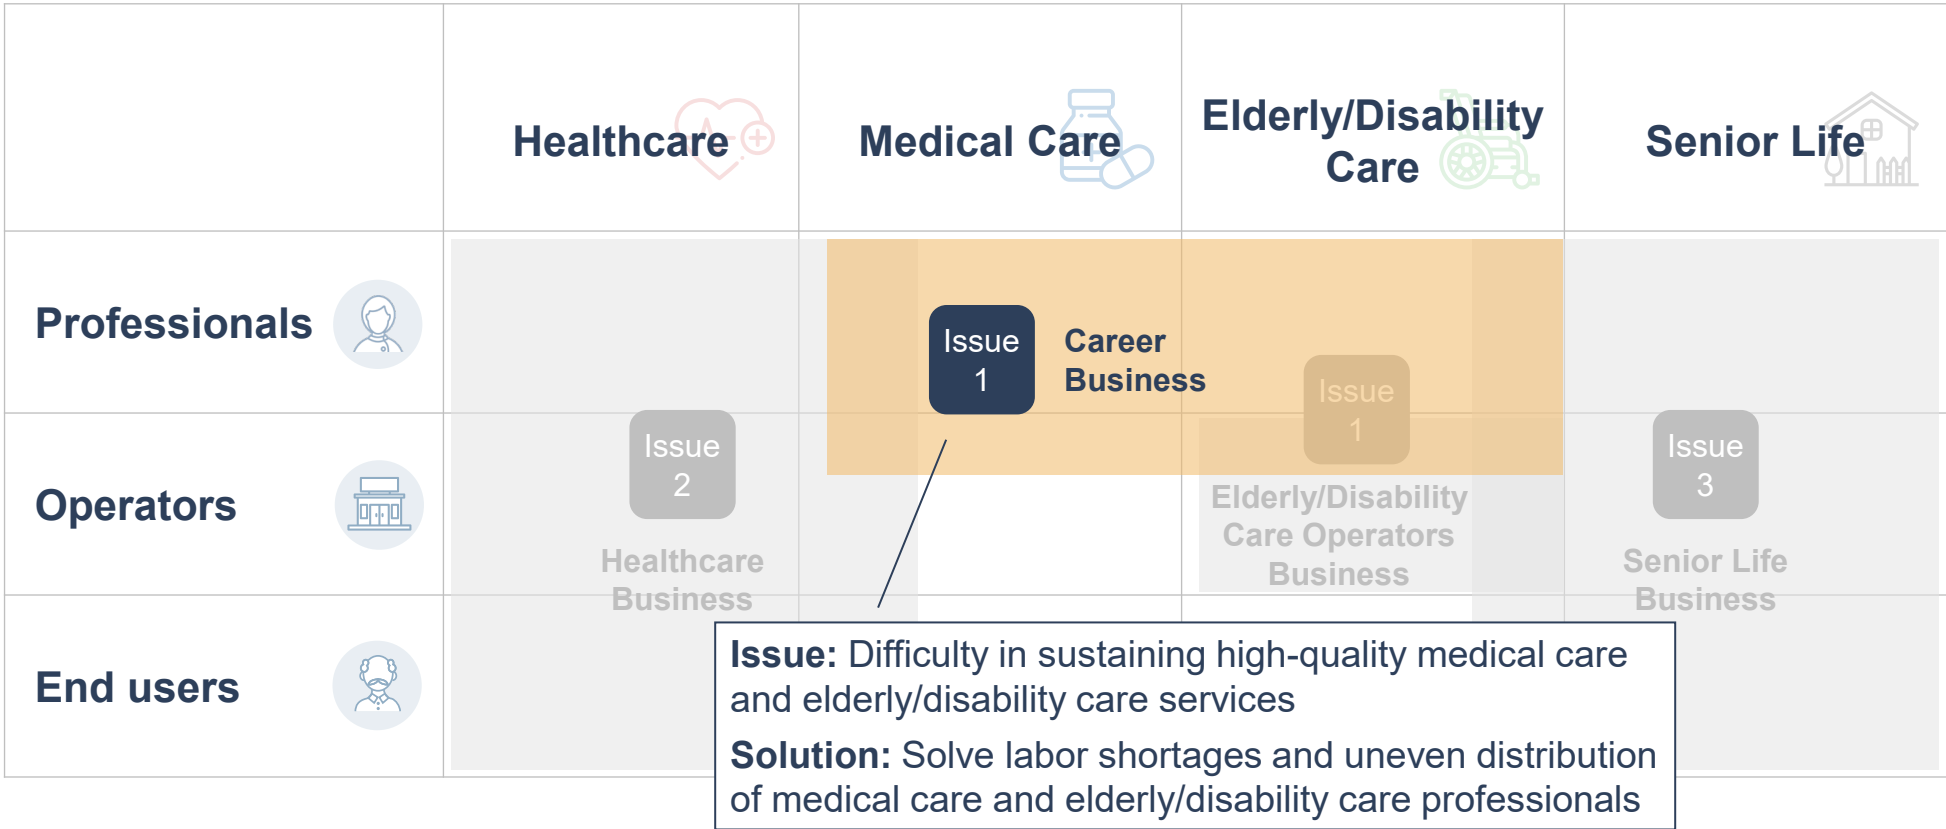 Healthcare
Medical Care
Elderly/Disability
Care
Senior Life
Professionals
Issue
1
Career
Business
Issue
1
Operators
Issue
2
Healthcare
Business
Elderly/Disability
Care Operators
Business
Issue
3
Senior Life
Business
End users
Issue: Difficulty in sustaining high-quality medical care
and elderly/disability care services
Solution: Solve labor shortages and uneven distribution
of medical care and elderly/disability care professionals